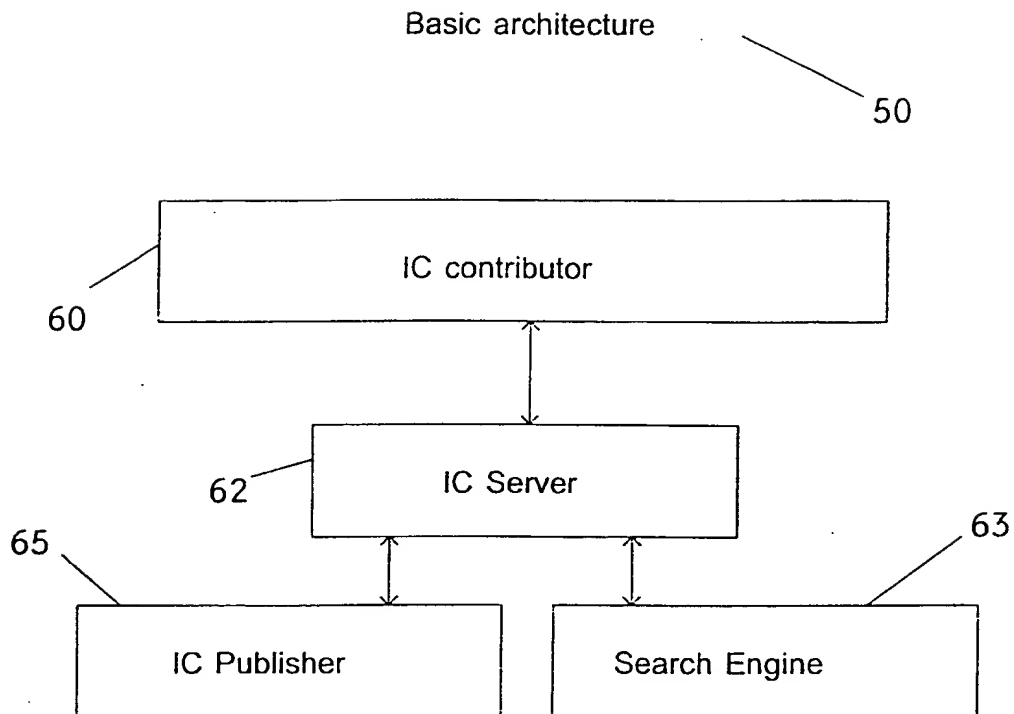 Basic architecture
50
IC contributor
60
IC Server
62
65
63
IC Publisher
Search Engine